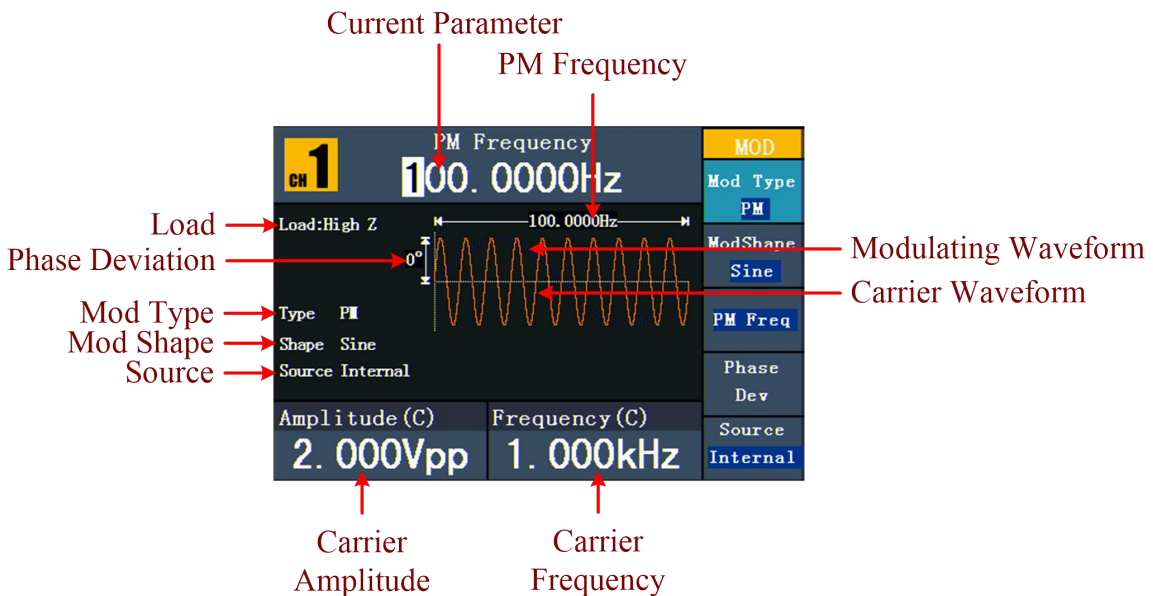 Current Parameter
PM Frequency
CH 1
PM Frequency
100.0000Hz
MOD
Mod Type
PM
ModShape
Sine
PM Freq
Phase
Dev
Source
Internal
Load
Load:High Z
100.0000Hz
Phase Deviation
0°
Modulating Waveform
Carrier Waveform
Mod Type
Type PM
Mod Shape
Shape Sine
Source
Source Internal
Amplitude(C)
2.000Vpp
Frequency(C)
1.000kHz
Carrier
Amplitude
Carrier
Frequency